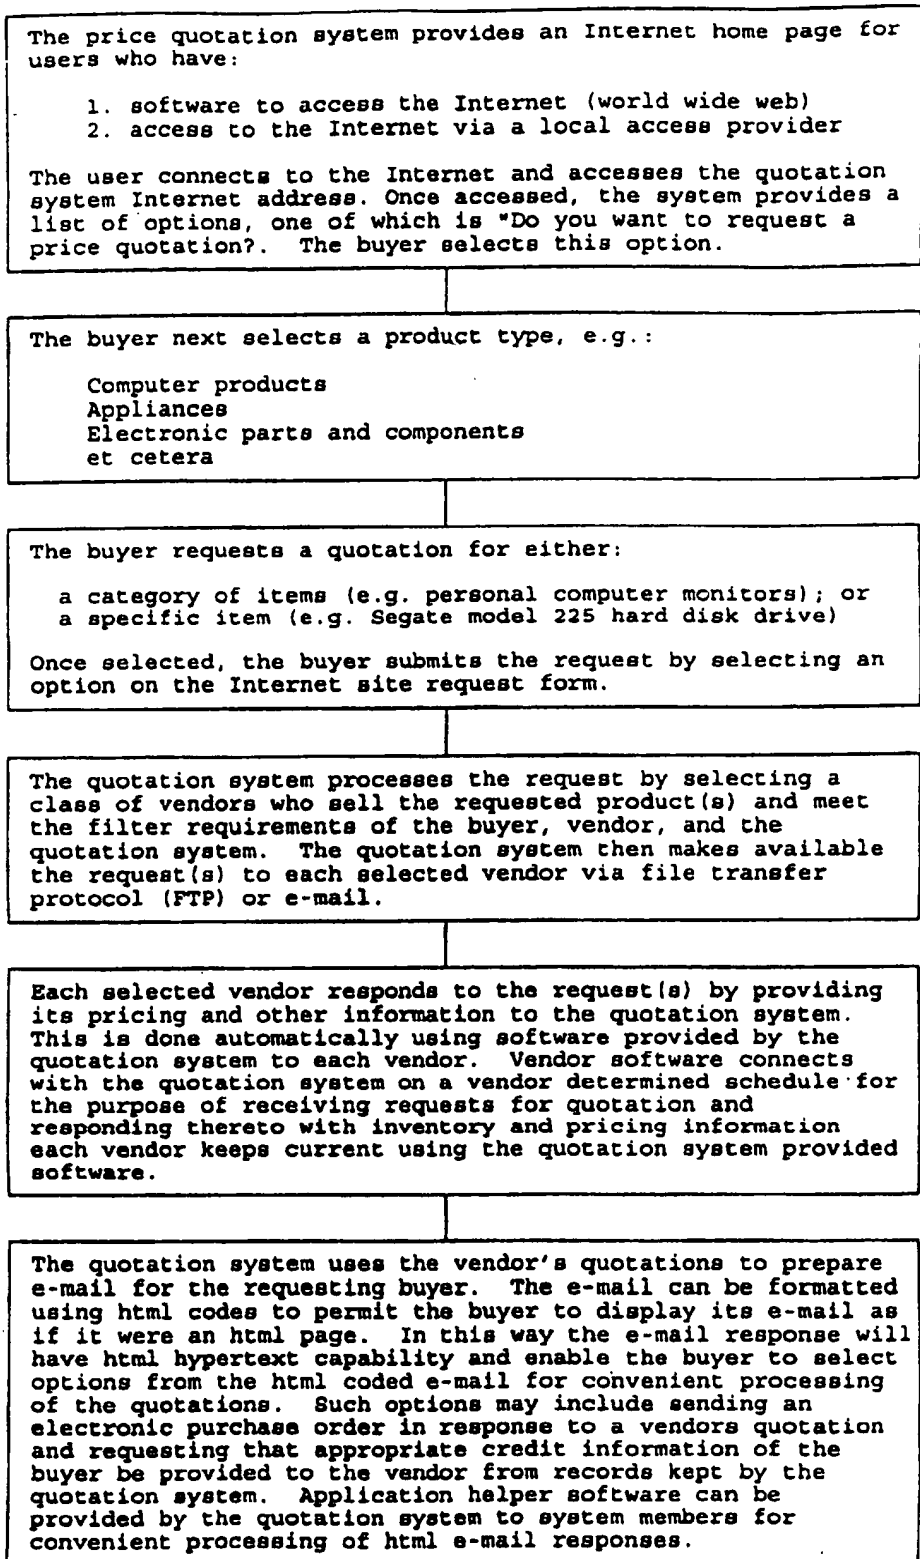 The price quotation system provides an Internet home page for
users who have:
1. software to access the Internet (world wide web)
2. access to the Internet via a local access provider
The user connects to the Internet and accesses the quotation
system Internet address. Once accessed, the system provides a
list of options, one of which is "Do you want to request a
price quotation?. The buyer selects this option.
The buyer next selects a product type, e.g.:
Computer products
Appliances
Electronic parts and components
et cetera
The buyer requests a quotation for either:
a category of items (e.g. personal computer monitors); or
a specific item (e.g. Segate model 225 hard disk drive)
Once selected, the buyer submits the request by selecting an
option on the Internet site request form.
The quotation system processes the request by selecting a
class of vendors who sell the requested product(s) and meet
the filter requirements of the buyer, vendor, and the
quotation system. The quotation system then makes available
the request(s) to each selected vendor via file transfer
protocol (FTP) or e-mail.
Each selected vendor responds to the request(s) by providing
its pricing and other information to the quotation system.
This is done automatically using software provided by the
quotation system to each vendor. Vendor software connects
with the quotation system on a vendor determined schedule for
the purpose of receiving requests for quotation and
responding thereto with inventory and pricing information
each vendor keeps current using the quotation system provided
software.
The quotation system uses the vendor's quotations to prepare
e-mail for the requesting buyer. The e-mail can be formatted
using html codes to permit the buyer to display its e-mail as
if it were an html page. In this way the e-mail response will
have html hypertext capability and enable the buyer to select
options from the html coded e-mail for convenient processing
of the quotations. Such options may include sending an
electronic purchase order in response to a vendors quotation
and requesting that appropriate credit information of the
buyer be provided to the vendor from records kept by the
quotation system. Application helper software can be
provided by the quotation system to system members for
convenient processing of html e-mail responses.